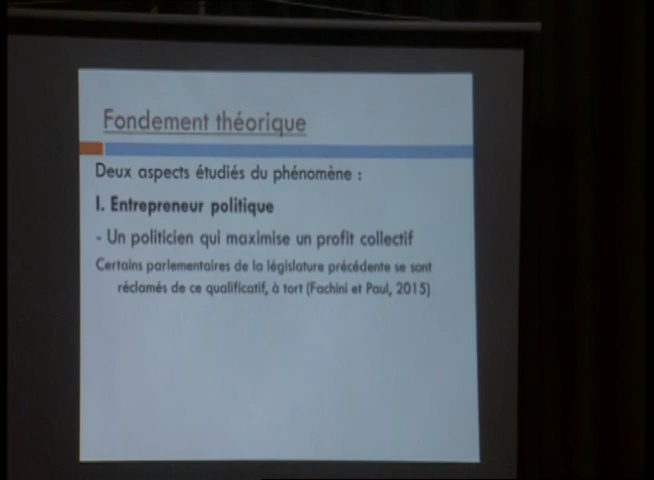 Fondement théorique
Deux aspects étudiés du phénomène :
I. Entrepreneur politique
- Un politicien qui maximise un profit collectif
Certains parlementaires de la législature précédente se sont
réclamés de ce qualificatif, à tort (Fachini et Paul, 2015)